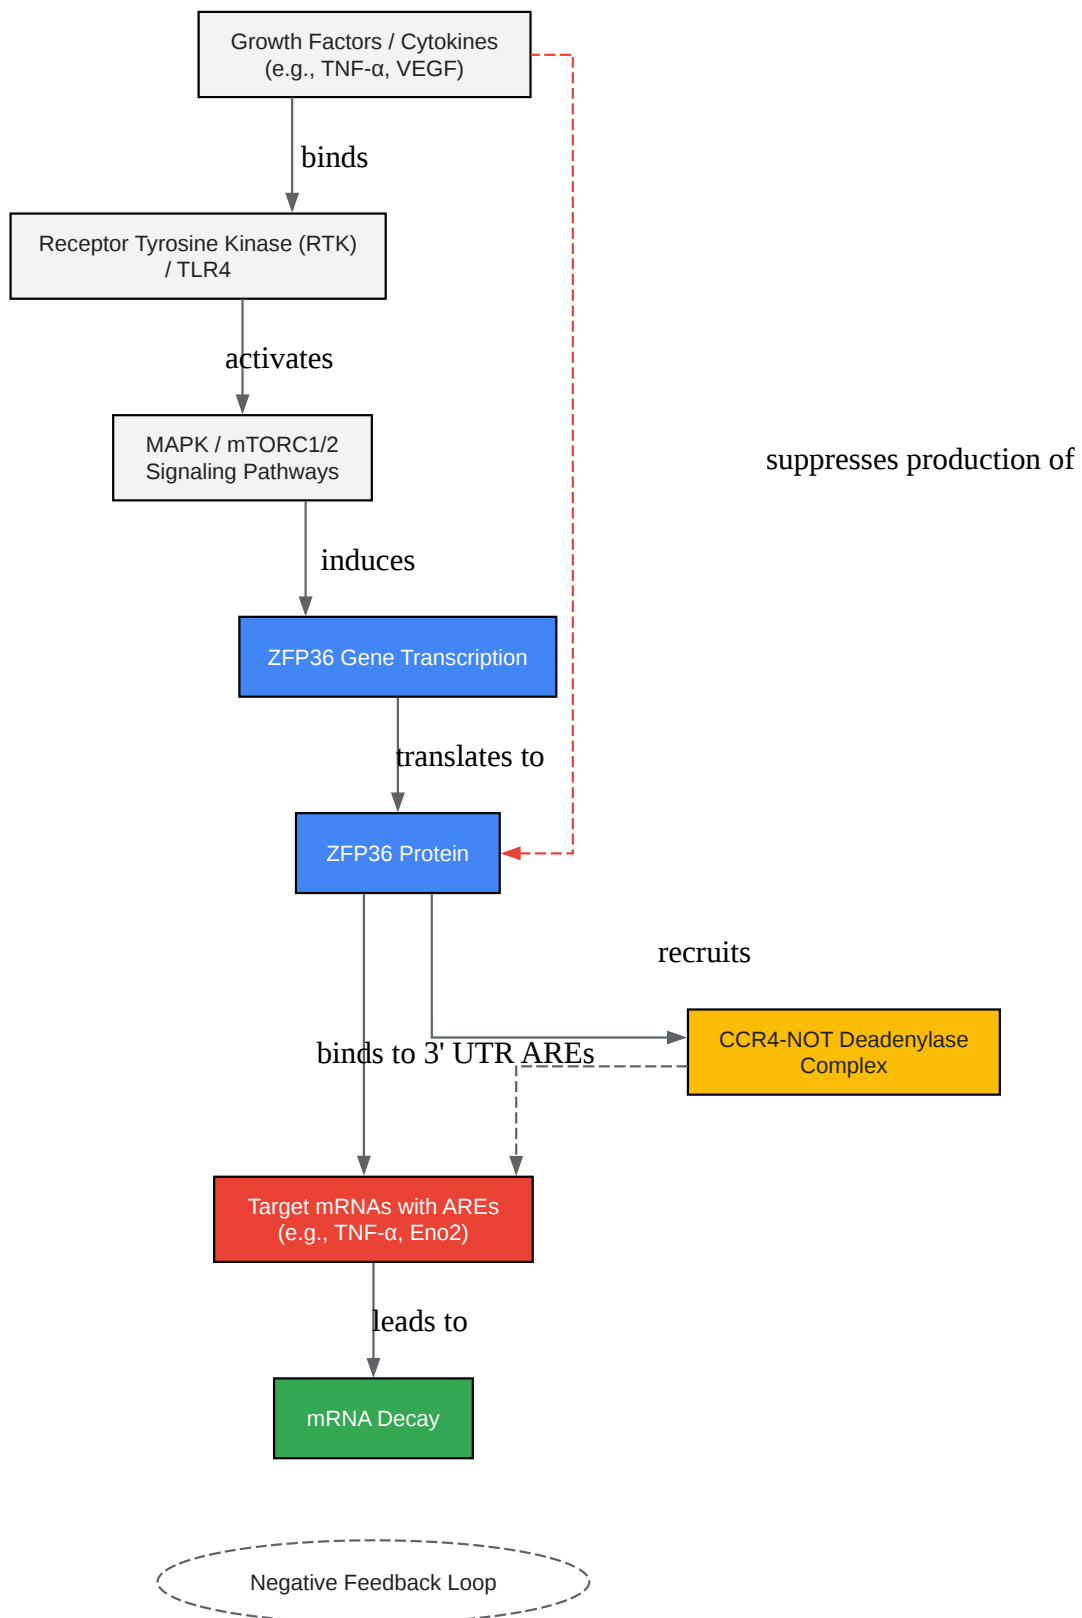 Growth Factors / Cytokines
(e.g., TNF-α, VEGF)
binds
Receptor Tyrosine Kinase (RTK)
/ TLR4
activates
MAPK / mTORC1/2
Signaling Pathways
suppresses production of
induces
ZFP36 Gene Transcription
translates to
ZFP36 Protein
recruits
CCR4-NOT Deadenylase
Complex
binds to 3' UTR AREs
Target mRNAs with AREs
(e.g., TNF-α, Eno2)
leads to
mRNA Decay
Negative Feedback Loop